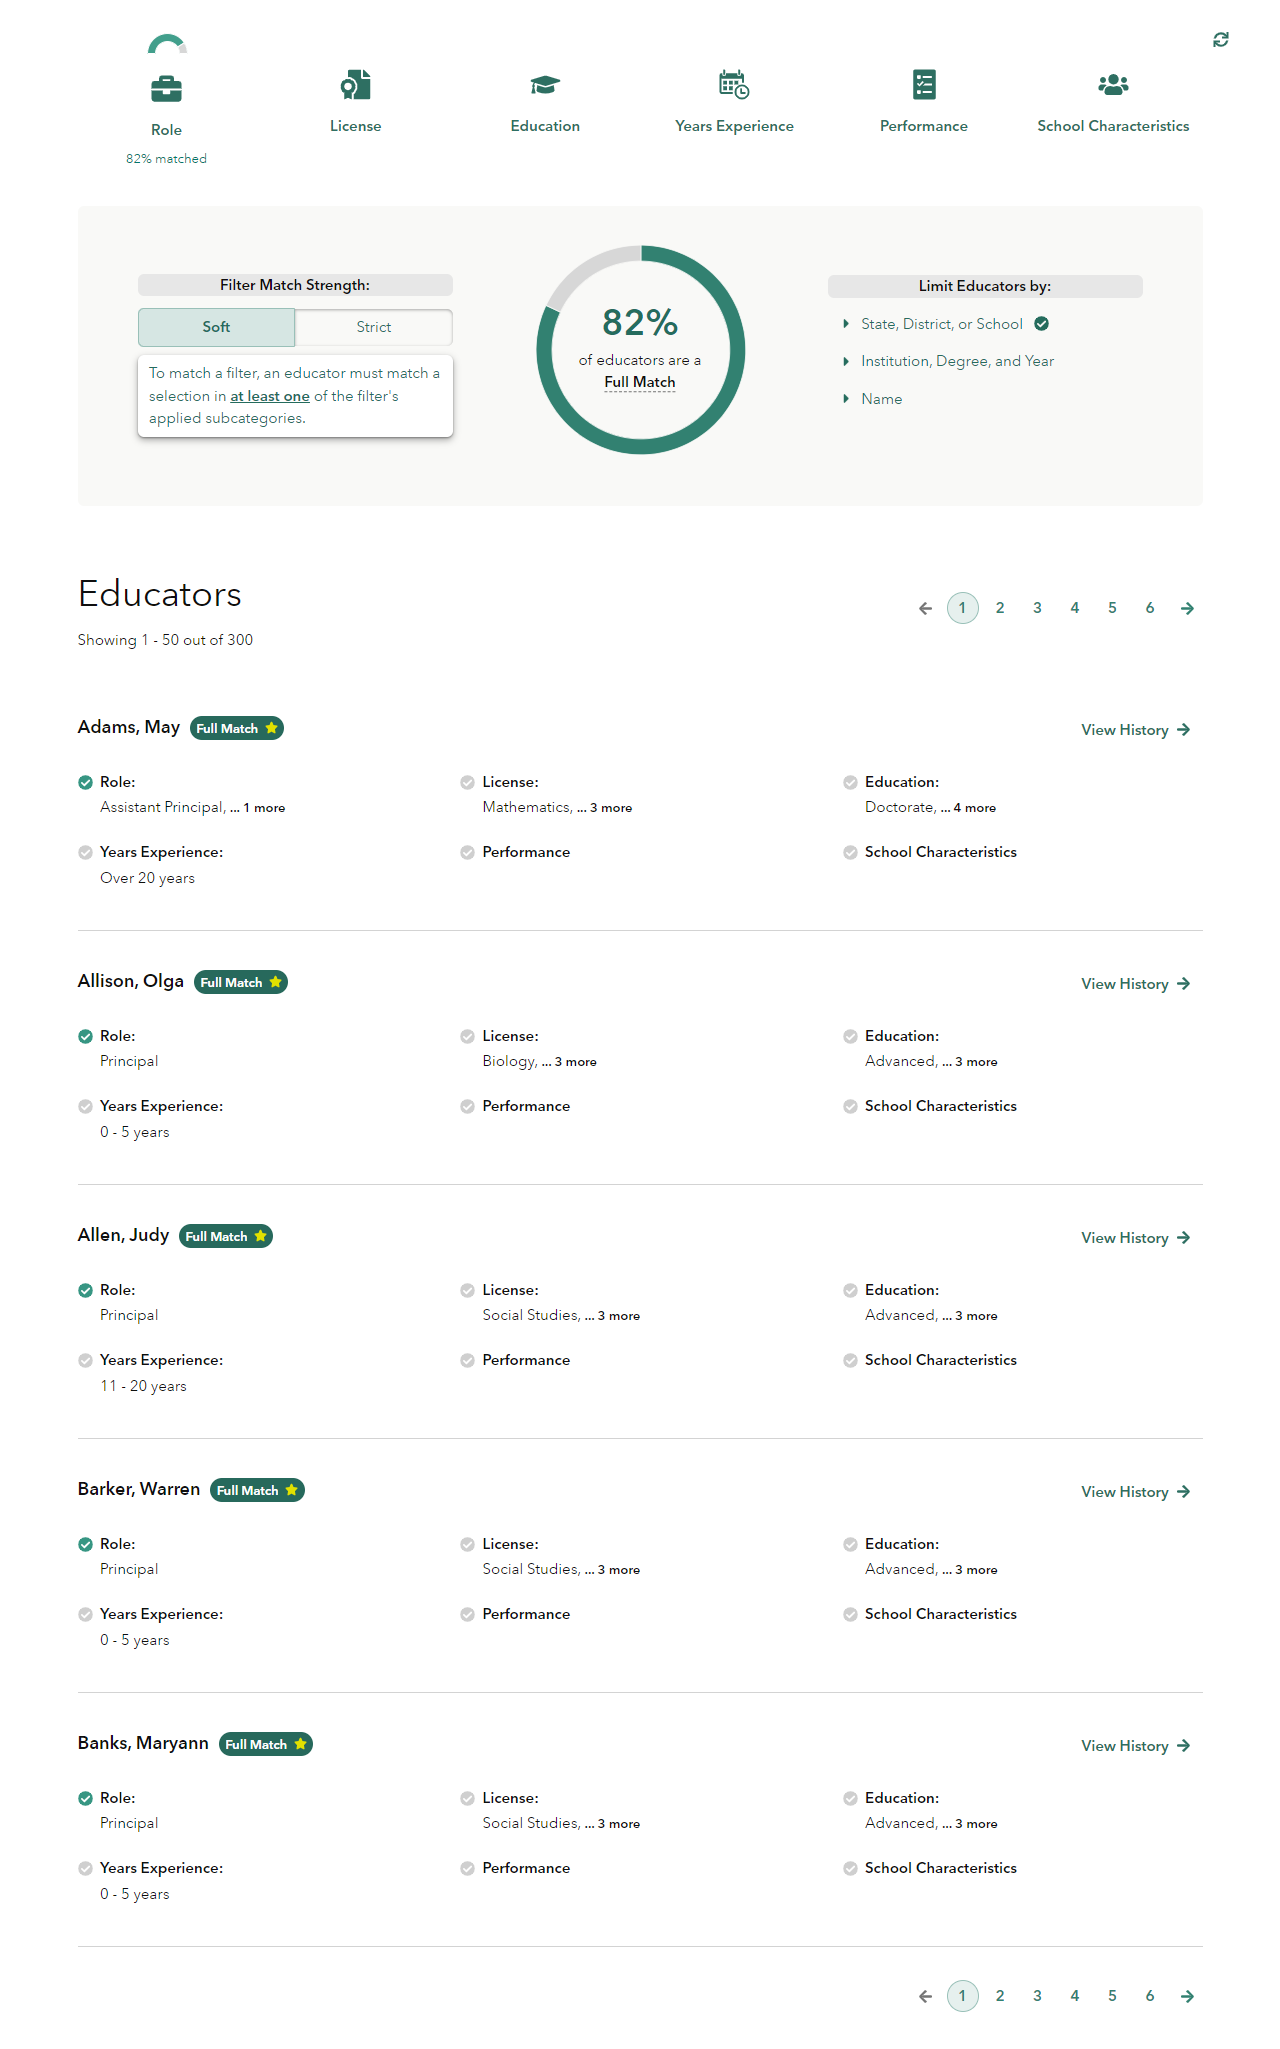 Role
License
Education
Years Experience
Performance
School Characteristics
82% matched
Filter Match Strength:
Soft
Strict
To match a filter, an educator must match a
selection in at least one of the filter's
applied subcategories.
82%
of educators are a
Full Match
Limit Educators by:
State, District, or School
Institution, Degree, and Year
Name
Educators
Showing 1 - 50 out of 300
1 2 3 4 5 6
Adams, May Full Match
View History
Role:
Assistant Principal, ... 1 more
License:
Mathematics, ... 3 more
Education:
Doctorate, ... 4 more
Years Experience:
Over 20 years
Performance
School Characteristics
Allison, Olga Full Match
View History
Role:
Principal
License:
Biology, ... 3 more
Education:
Advanced, ... 3 more
Years Experience:
0 - 5 years
Performance
School Characteristics
Allen, Judy Full Match
View History
Role:
Principal
License:
Social Studies, ... 3 more
Education:
Advanced, ... 3 more
Years Experience:
11 - 20 years
Performance
School Characteristics
Barker, Warren Full Match
View History
Role:
Principal
License:
Social Studies, ... 3 more
Education:
Advanced, ... 3 more
Years Experience:
0 - 5 years
Performance
School Characteristics
Banks, Maryann Full Match
View History
Role:
Principal
License:
Social Studies, ... 3 more
Education:
Advanced, ... 3 more
Years Experience:
0 - 5 years
Performance
School Characteristics
1 2 3 4 5 6